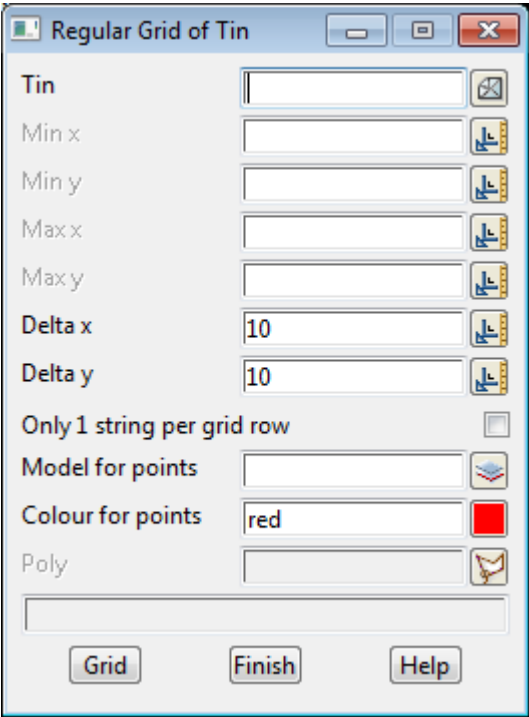 Regular Grid of Tin
Tin
Min x
Min y
Max x
Max y
Delta x 10
Delta y 10
Only 1 string per grid row
Model for points
Colour for points red
Poly
Grid Finish Help